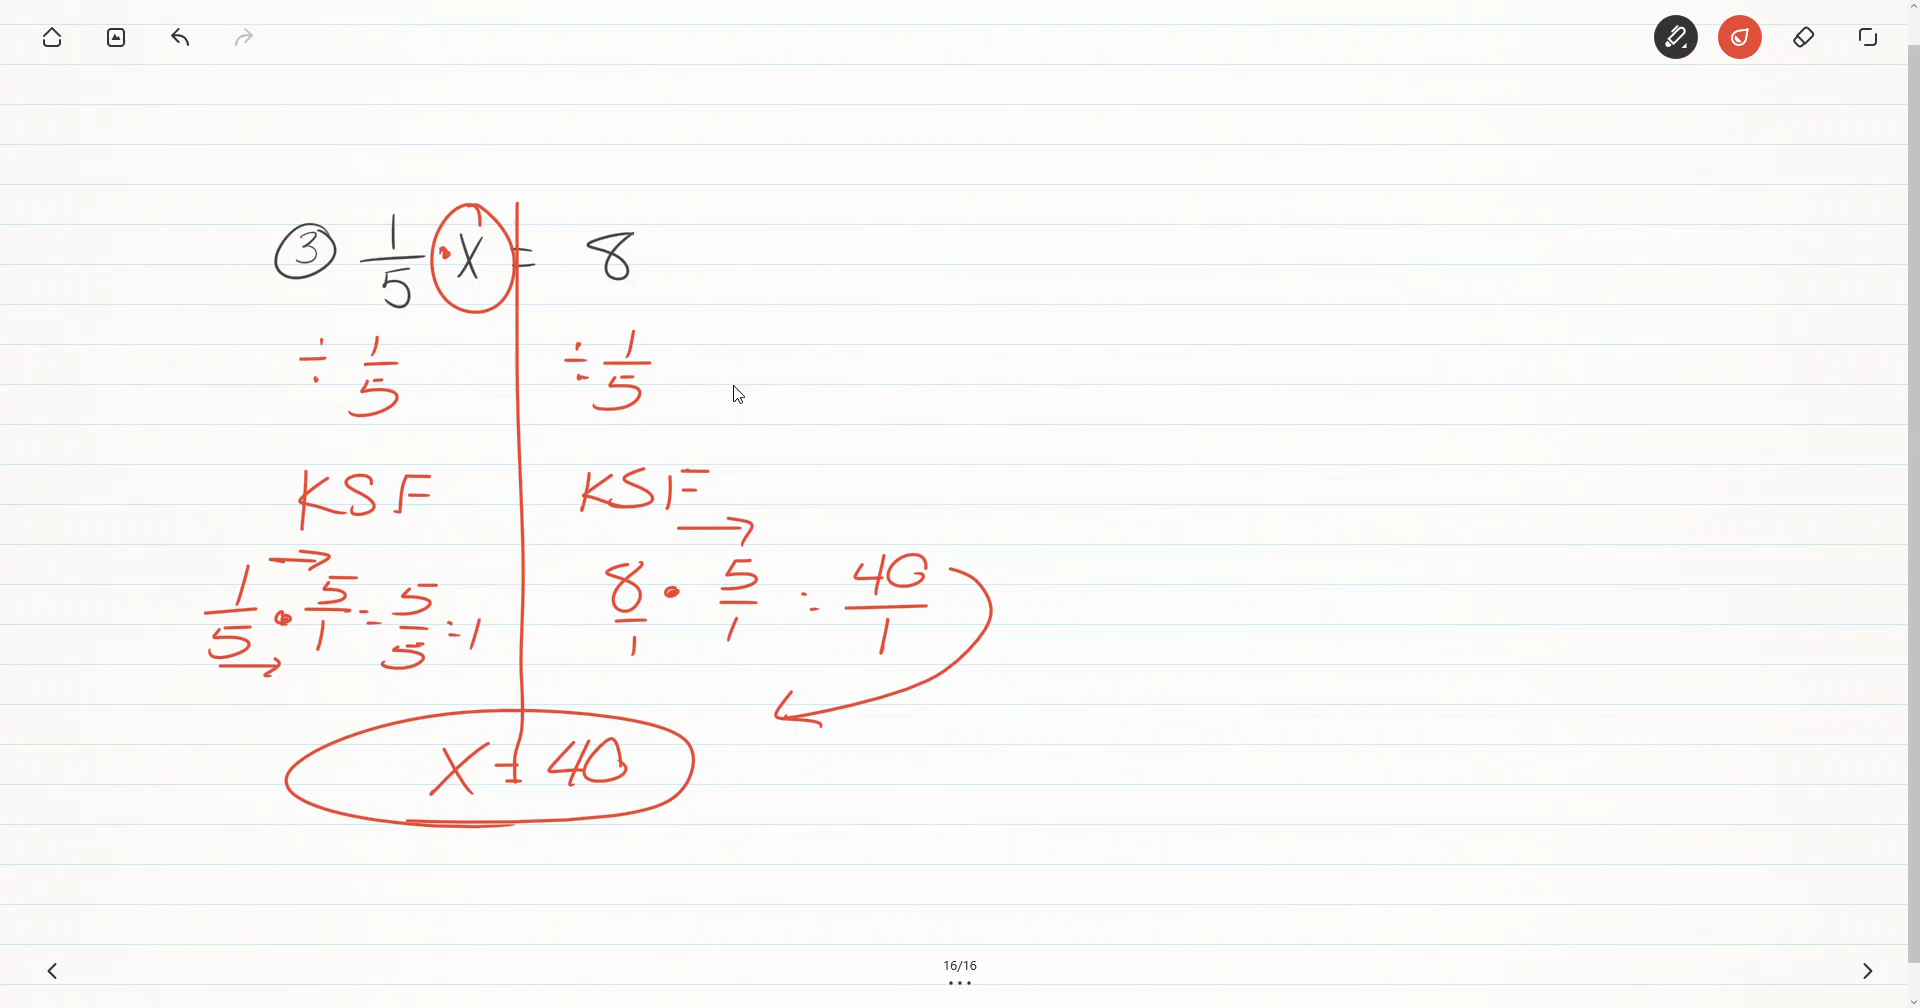 ③ 1/5 · x = 8
÷ 1/5 ÷ 1/5
KSF KSF
1/5 · 5/1 = 5/5 = 1 8/1 · 5/1 = 40/1
x = 40
16/16